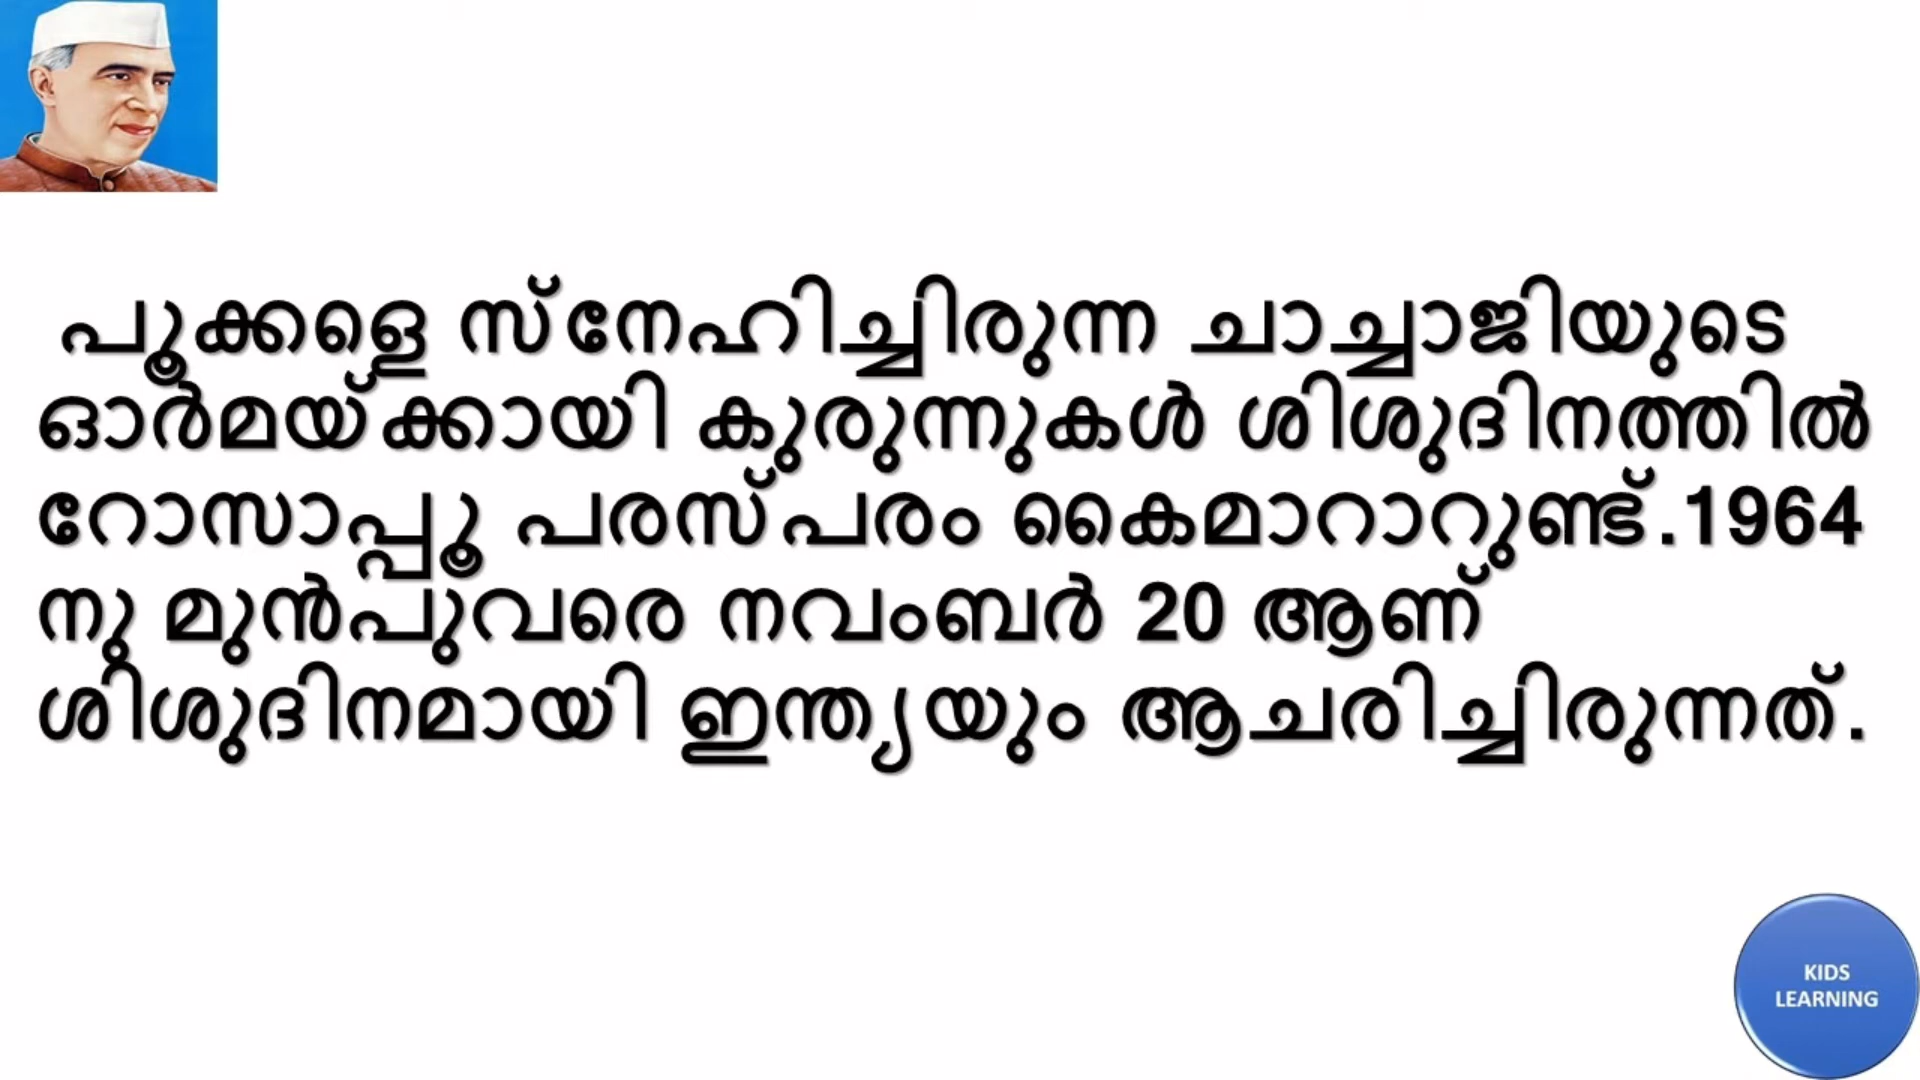 പൂക്കളെ സ്നേഹിച്ചിരുന്ന ചാച്ചാജിയുടെ
ഓർമയ്ക്കായി കുരുന്നുകൾ ശിശുദിനത്തിൽ
റോസാപ്പൂ പരസ്പരം കൈമാറാറുണ്ട്.1964
നു മുൻപുവരെ നവംബർ 20 ആണ്
ശിശുദിനമായി ഇന്ത്യയും ആചരിച്ചിരുന്നത്.
KIDS
LEARNING